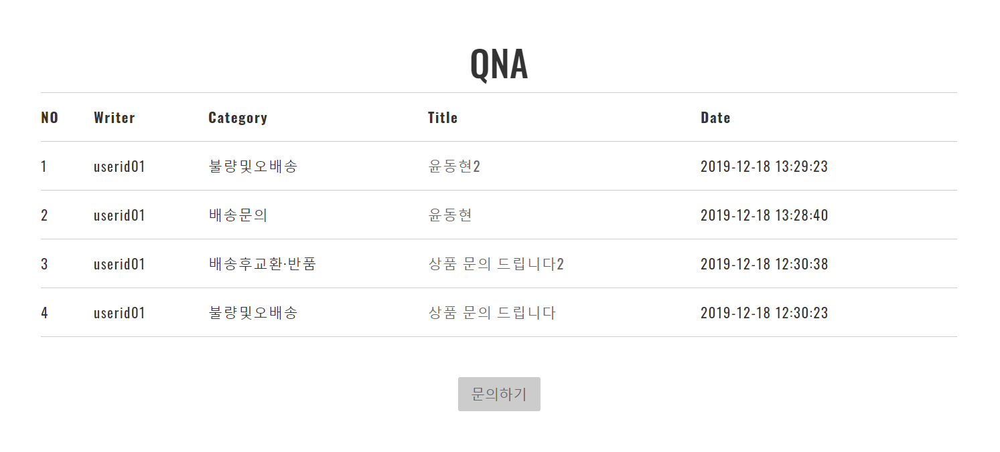 QNA
NO Writer Category Title Date
1 userid01 불량및오배송 윤동현2 2019-12-18 13:29:23
2 userid01 배송문의 윤동현 2019-12-18 13:28:40
3 userid01 배송후교환·반품 상품 문의 드립니다2 2019-12-18 12:30:38
4 userid01 불량및오배송 상품 문의 드립니다 2019-12-18 12:30:23
문의하기